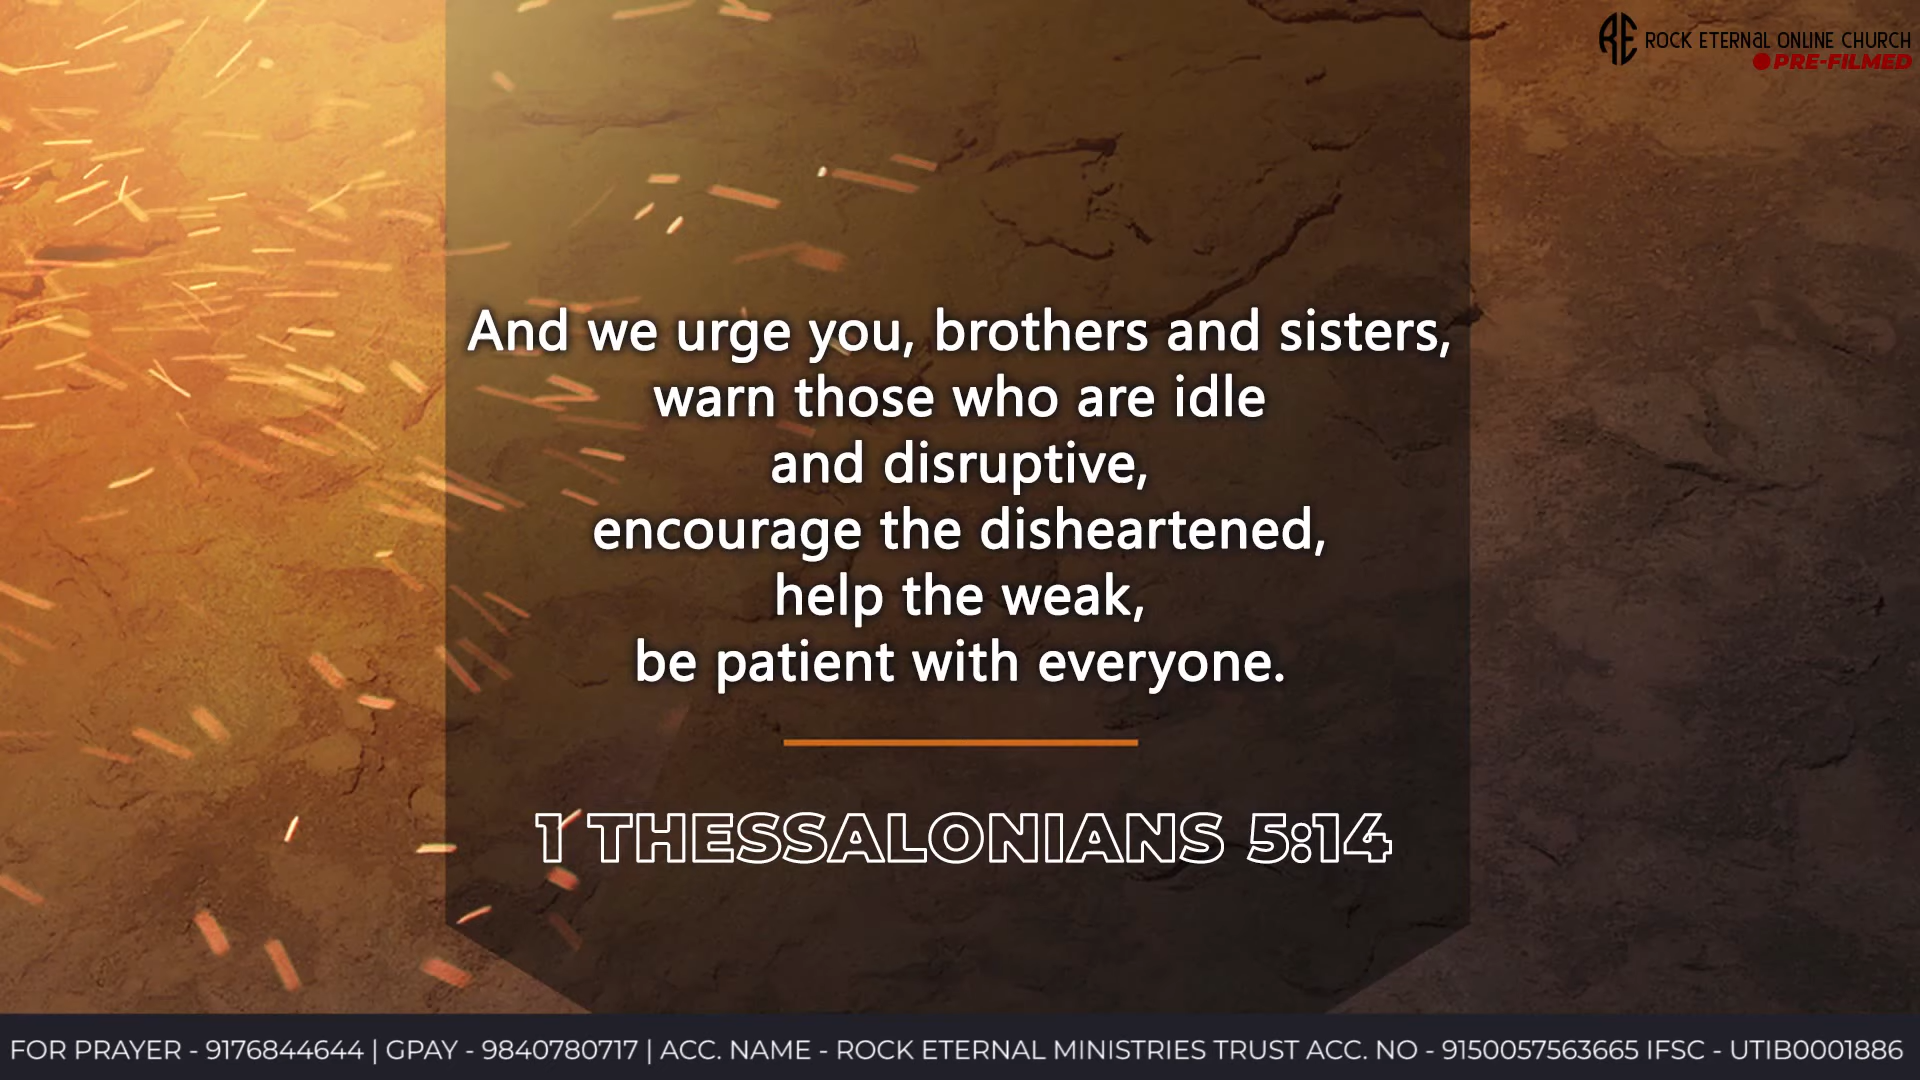 RE ROCK ETERNAL ONLINE CHURCH
PRE-FILMED
And we urge you, brothers and sisters,
warn those who are idle
and disruptive,
encourage the disheartened,
help the weak,
be patient with everyone.
1 THESSALONIANS 5:14
FOR PRAYER - 9176844644 | GPAY - 9840780717 | ACC. NAME - ROCK ETERNAL MINISTRIES TRUST ACC. NO - 9150057563665 IFSC - UTIB0001886